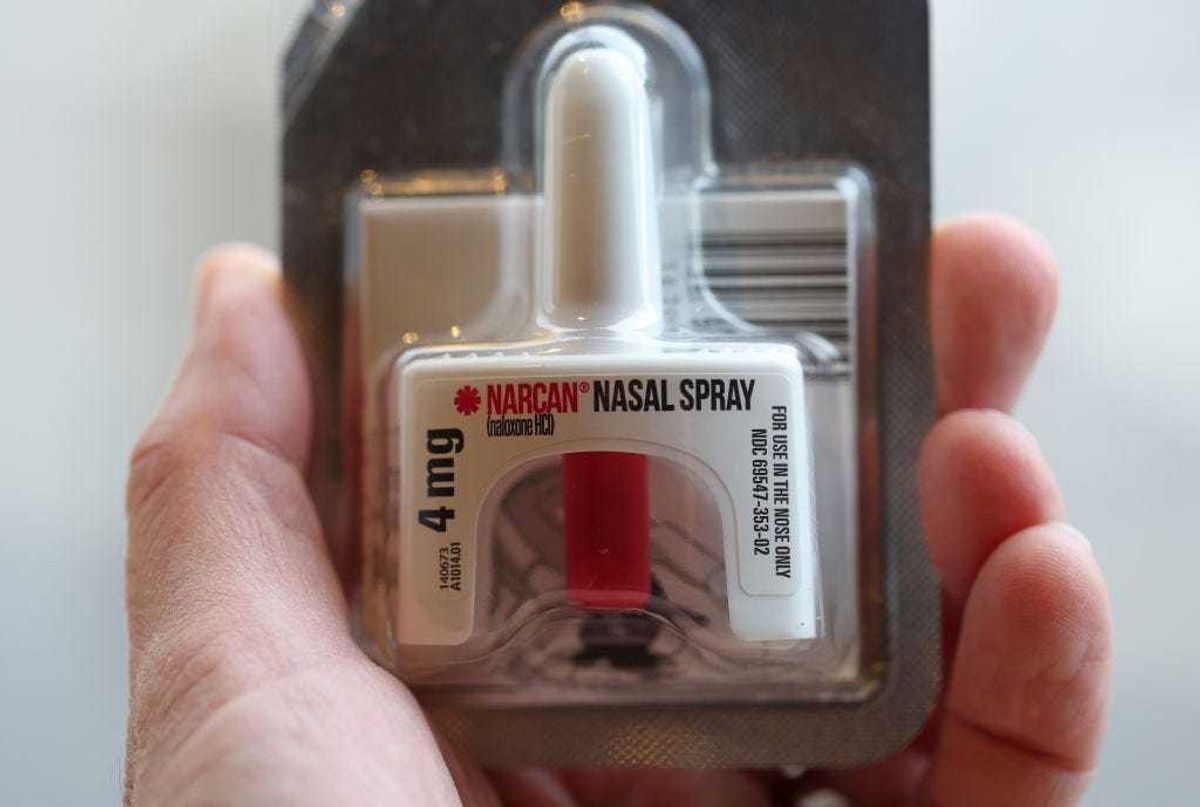 NARCAN® NASAL SPRAY
(naloxone HCl)
4 mg
140673
A1014.01
FOR USE IN THE NOSE ONLY
NDC 69547-353-02